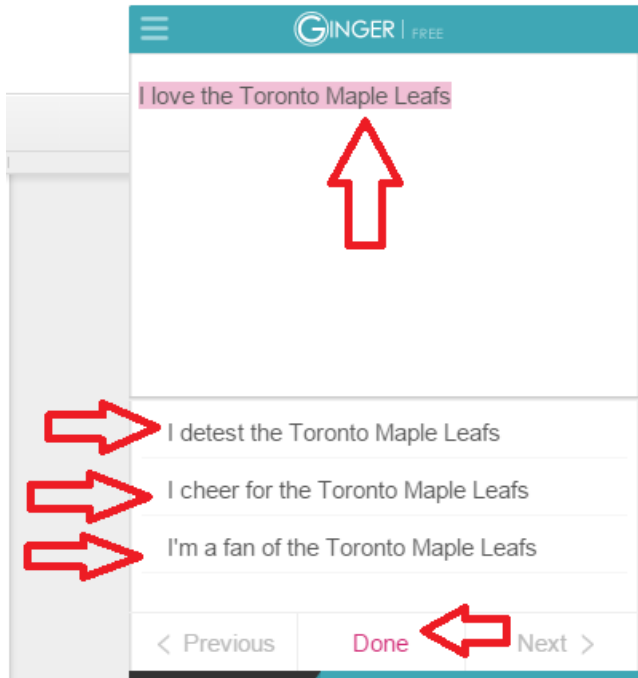 GINGER | FREE
I love the Toronto Maple Leafs
I detest the Toronto Maple Leafs
I cheer for the Toronto Maple Leafs
I'm a fan of the Toronto Maple Leafs
< Previous Done Next >